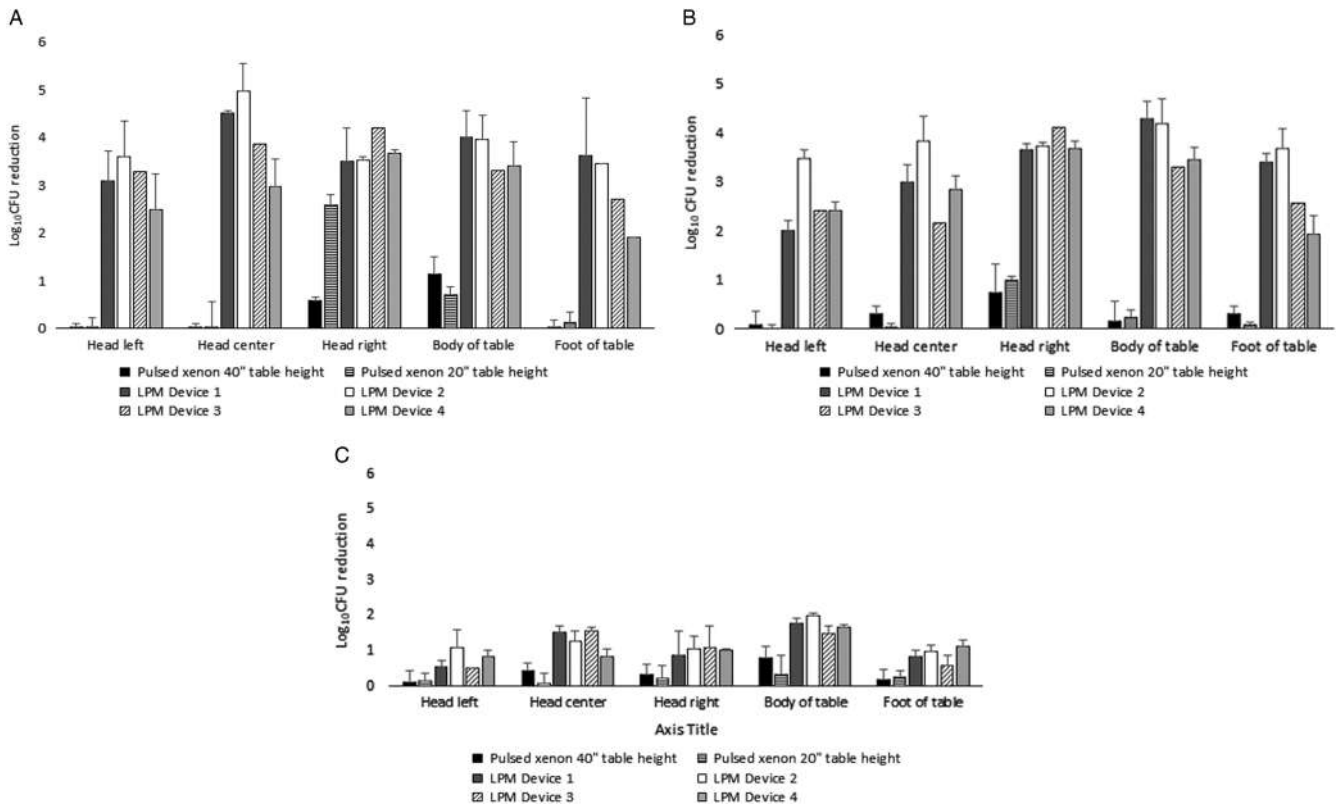 A
6
5
4
3
2
1
0
Log10CFU reduction
Head left Head center Head right Body of table Foot of table
Pulsed xenon 40" table height Pulsed xenon 20" table height
LPM Device 1 LPM Device 2
LPM Device 3 LPM Device 4
B
6
5
4
3
2
1
0
Log10 CFU reduction
Head left Head center Head right Body of table Foot of table
Pulsed xenon 40" table height Pulsed xenon 20" table height
LPM Device 1 LPM Device 2
LPM Device 3 LPM Device 4
C
6
5
4
3
2
1
0
Log10CFU reduction
Head left Head center Head right Body of table Foot of table
Axis Title
Pulsed xenon 40" table height Pulsed xenon 20" table height
LPM Device 1 LPM Device 2
LPM Device 3 LPM Device 4